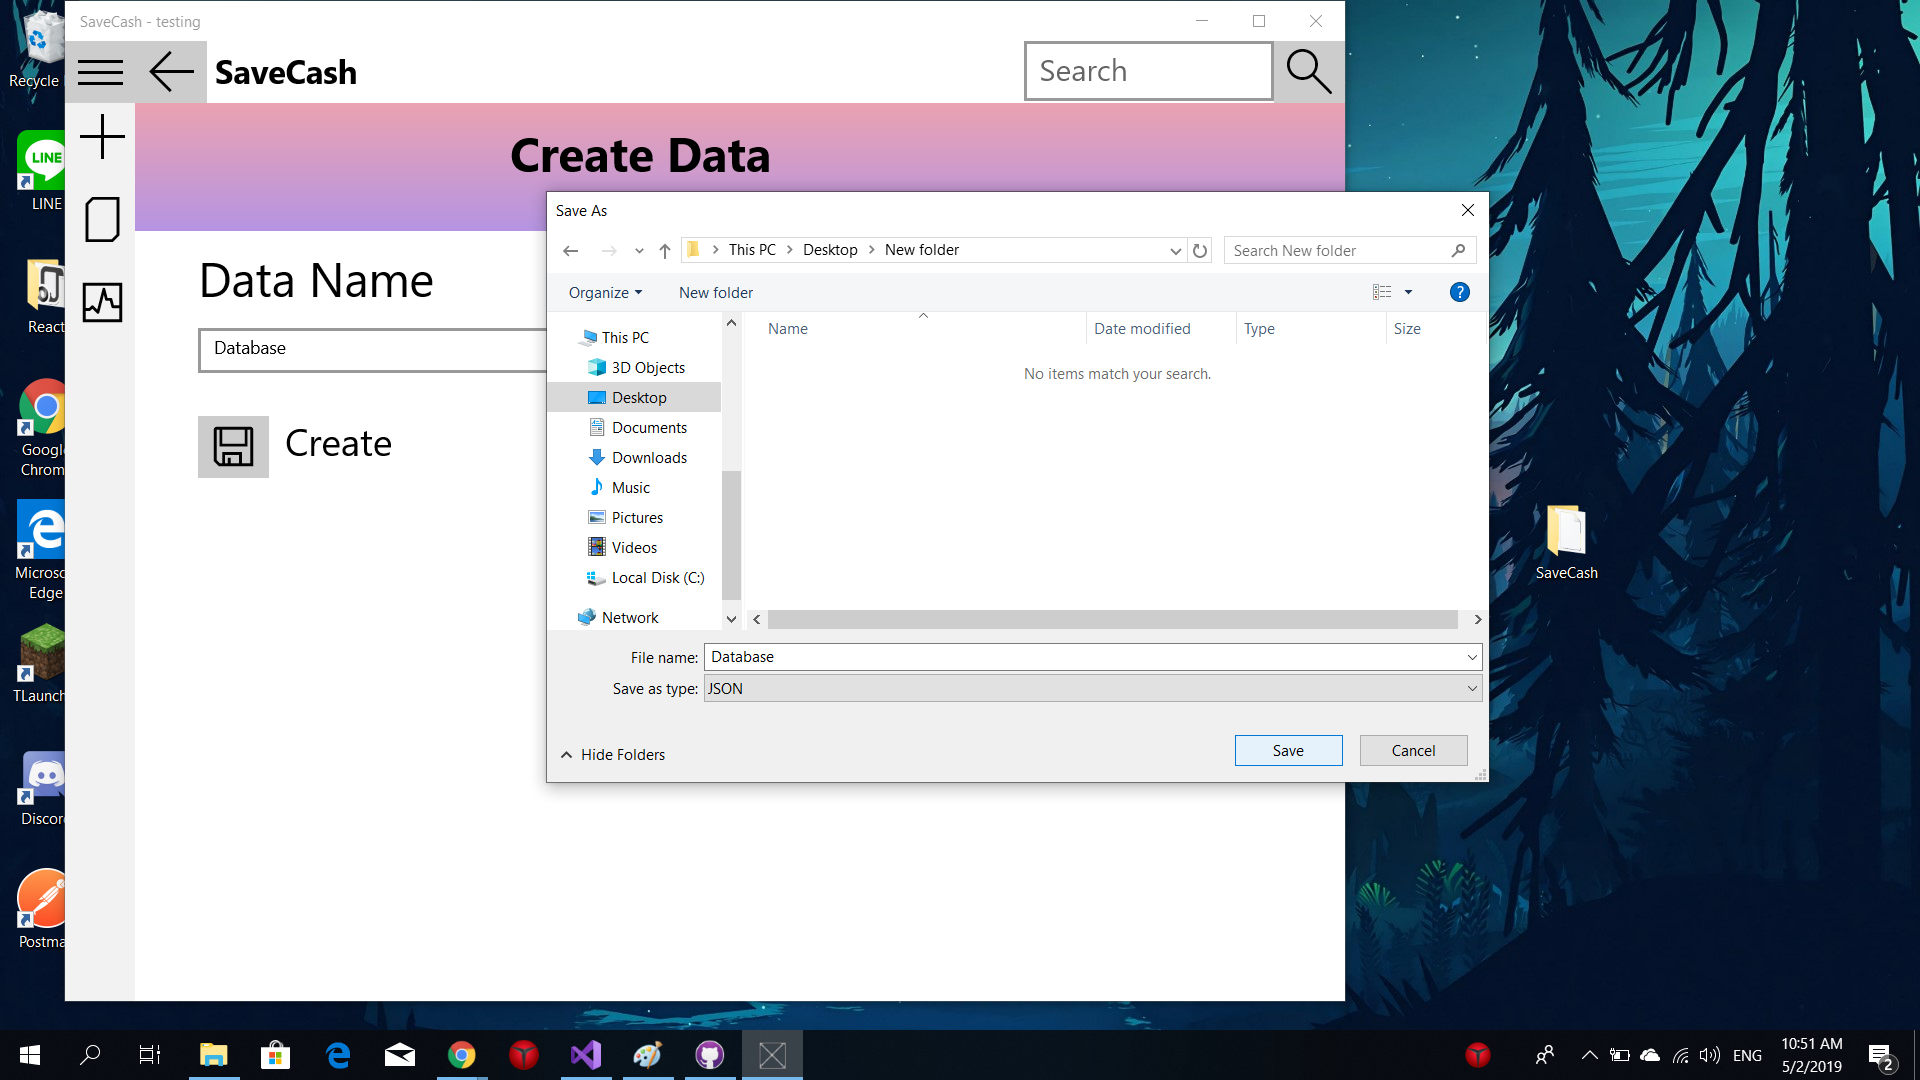 SaveCash - testing
SaveCash
Search
Create Data
Data Name
Database
Create
Save As
This PC
Desktop
New folder
Search New folder
Organize
New folder
?
Name
Date modified
Type
Size
No items match your search.
This PC
3D Objects
Desktop
Documents
Downloads
Music
Pictures
Videos
Local Disk (C:)
Network
File name: Database
Save as type: JSON
Hide Folders
Save
Cancel
Recycle
LINE
LINE
React
Googl
Chrom
Microso
Edge
TLaunch
Discor
Postma
SaveCash
ENG
10:51 AM
5/2/2019
2